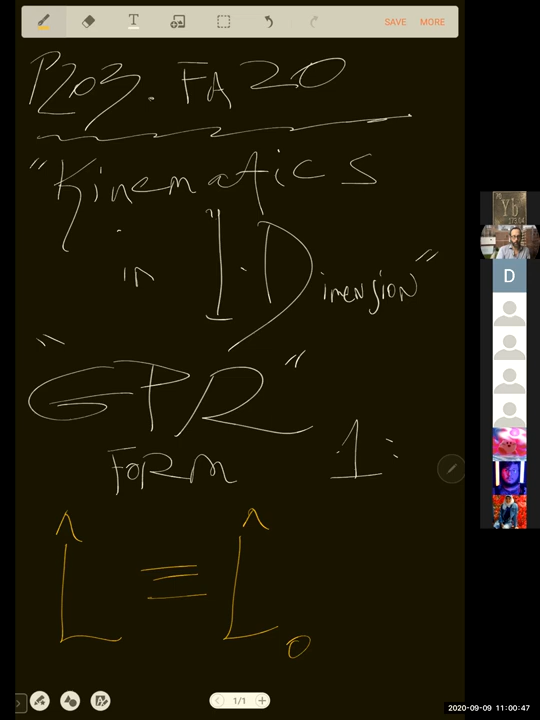 T
SAVE
MORE
P203. FA20
"Kinematics
in 1-Dimension"
"GPR"
FORM 1:
L̂ ≡ L̂₀
Yb
D
1/1
2020-09-09 11:00:47